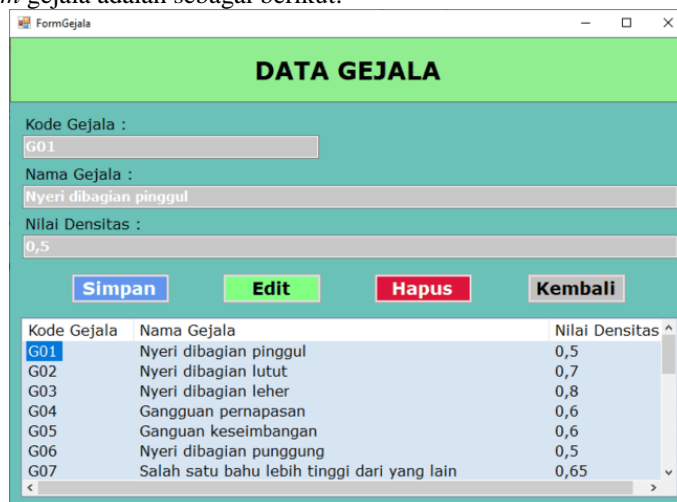 m gejala adalah sebagai berikut:
FormGejala
DATA GEJALA
Kode Gejala :
G01
Nama Gejala :
Nyeri dibagian pinggul
Nilai Densitas :
0,5
Simpan Edit Hapus Kembali
Kode Gejala Nama Gejala Nilai Densitas
G01 Nyeri dibagian pinggul 0,5
G02 Nyeri dibagian lutut 0,7
G03 Nyeri dibagian leher 0,8
G04 Gangguan pernapasan 0,6
G05 Ganguan keseimbangan 0,6
G06 Nyeri dibagian punggung 0,5
G07 Salah satu bahu lebih tinggi dari yang lain 0,65